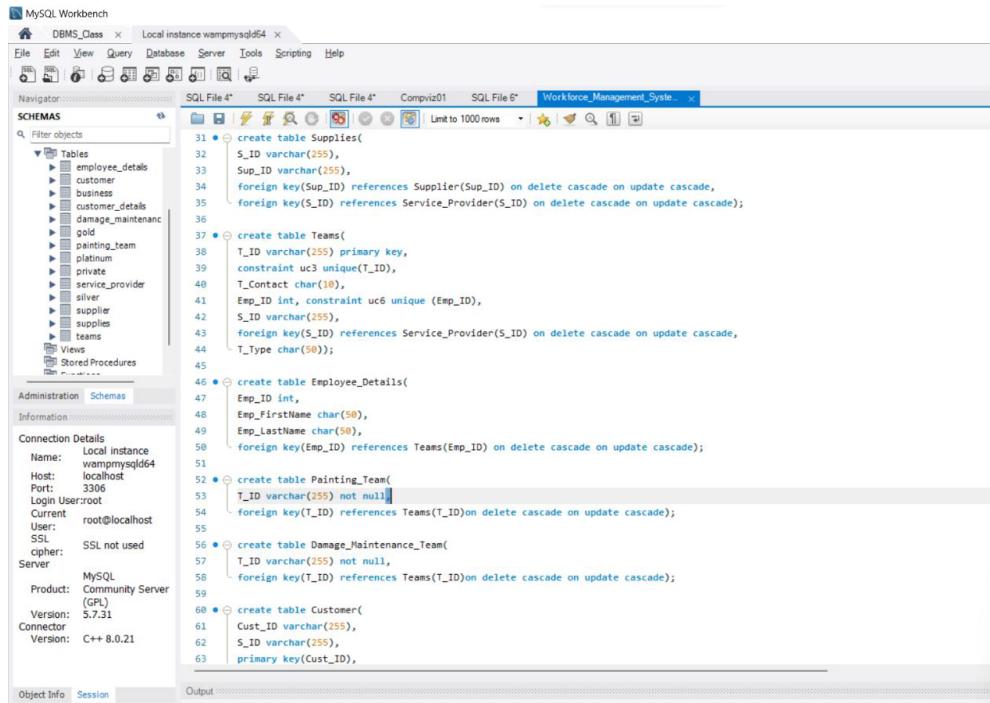 MySQL Workbench
DBMS_Class × Local instance wampmysqld64 ×
File Edit View Query Database Server Tools Scripting Help
Navigator
SCHEMAS
Filter objects
Tables
employee_details
customer
business
customer_details
damage_maintenanc
gold
painting_team
platinum
private
service_provider
silver
supplier
supplies
teams
Views
Stored Procedures
Administration Schemas
Information
Connection Details
Name: Local instance wampmysqld64
Host: localhost
Port: 3306
Login User:root
Current User: root@localhost
SSL cipher: SSL not used
Server
Product: MySQL Community Server (GPL)
Version: 5.7.31
Connector
Version: C++ 8.0.21
Object Info Session
SQL File 4* SQL File 4* SQL File 4* Compviz01 SQL File 6* Workforce_Management_Syste... ×
Limit to 1000 rows
31 create table Supplies(
32 S_ID varchar(255),
33 Sup_ID varchar(255),
34 foreign key(Sup_ID) references Supplier(Sup_ID) on delete cascade on update cascade,
35 foreign key(S_ID) references Service_Provider(S_ID) on delete cascade on update cascade);
36
37 create table Teams(
38 T_ID varchar(255) primary key,
39 constraint uc3 unique(T_ID),
40 T_Contact char(10),
41 Emp_ID int, constraint uc6 unique (Emp_ID),
42 S_ID varchar(255),
43 foreign key(S_ID) references Service_Provider(S_ID) on delete cascade on update cascade,
44 T_Type char(50));
45
46 create table Employee_Details(
47 Emp_ID int,
48 Emp_FirstName char(50),
49 Emp_LastName char(50),
50 foreign key(Emp_ID) references Teams(Emp_ID) on delete cascade on update cascade);
51
52 create table Painting_Team(
53 T_ID varchar(255) not null,
54 foreign key(T_ID) references Teams(T_ID)on delete cascade on update cascade);
55
56 create table Damage_Maintenance_Team(
57 T_ID varchar(255) not null,
58 foreign key(T_ID) references Teams(T_ID)on delete cascade on update cascade);
59
60 create table Customer(
61 Cust_ID varchar(255),
62 S_ID varchar(255),
63 primary key(Cust_ID),
Output